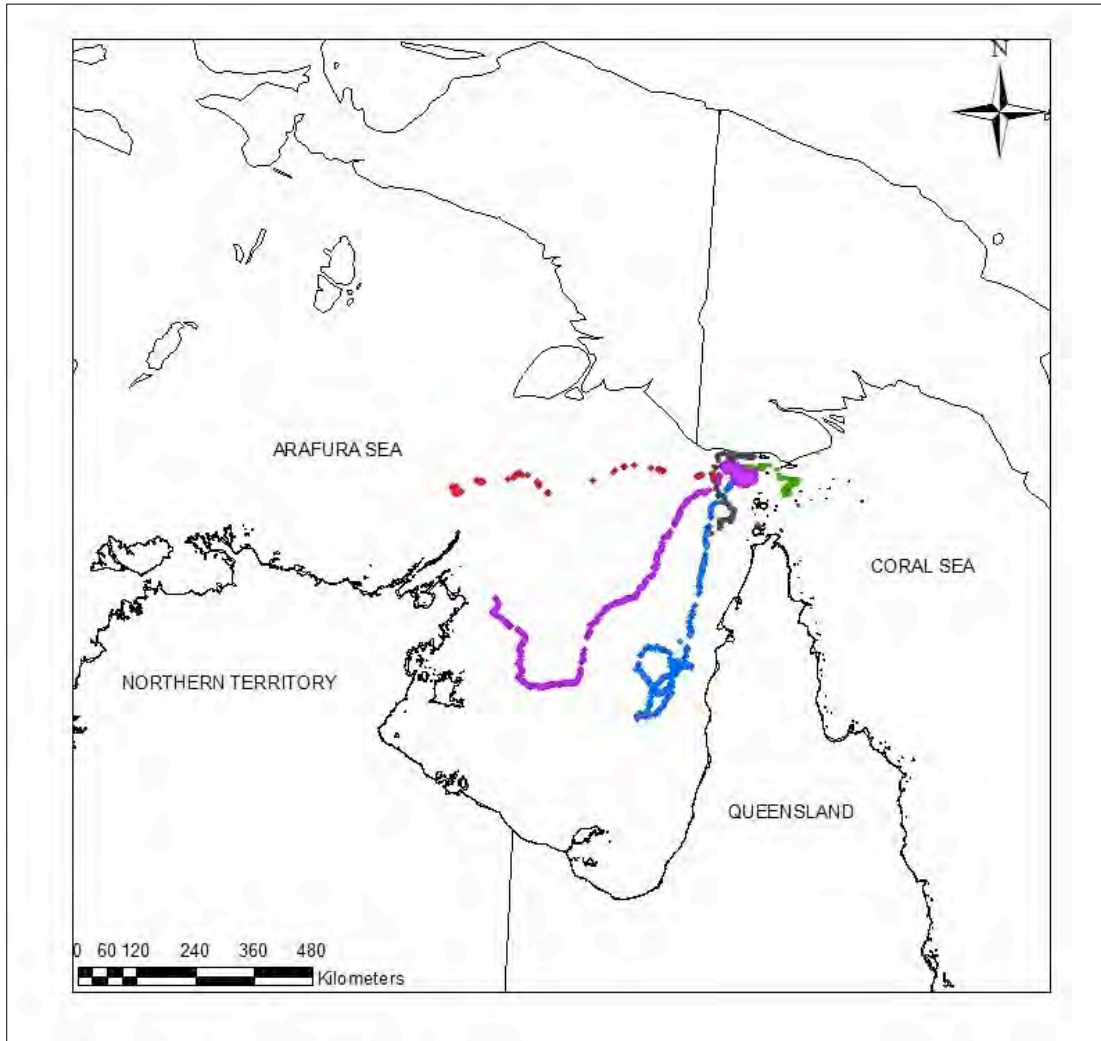 N
ARAFURA SEA
CORAL SEA
NORTHERN TERRITORY
QUEENSLAND
0 60 120 240 360 480
Kilometers